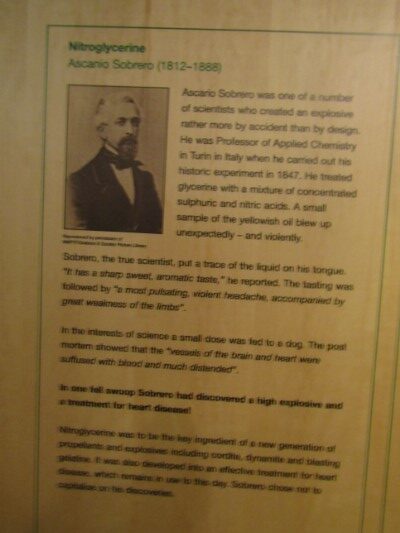 Nitroglycerine
Ascanio Sobrero (1812–1888)
Ascario Sobrero was one of a number
of scientists who created an explosive
rather more by accident than by design.
He was Professor of Applied Chemistry
in Turin in Italy when he carried out his
historic experiment in 1847. He treated
glycerine with a mixture of concentrated
sulphuric and nitric acids. A small
sample of the yellowish oil blew up
unexpectedly – and violently.
Reproduced by permission of
Picture Library
Sobrero, the true scientist, put a trace of the liquid on his tongue.
"It has a sharp sweet, aromatic taste," he reported. The tasting was
followed by "a most pulsating, violent headache, accompanied by
great weakness of the limbs".
In the interests of science a small dose was fed to a dog. The post
mortem showed that the "vessels of the brain and heart were
suffused with blood and much distended".
In one fell swoop Sobrero had discovered a high explosive and
a treatment for heart disease!
Nitroglycerine was to be the key ingredient of a new generation of
propellants and explosives including cordite, dynamite and blasting
gelatine. It was also developed into an effective treatment for heart
disease, which remains in use to this day. Sobrero chose not to
capitalise on his discoveries.